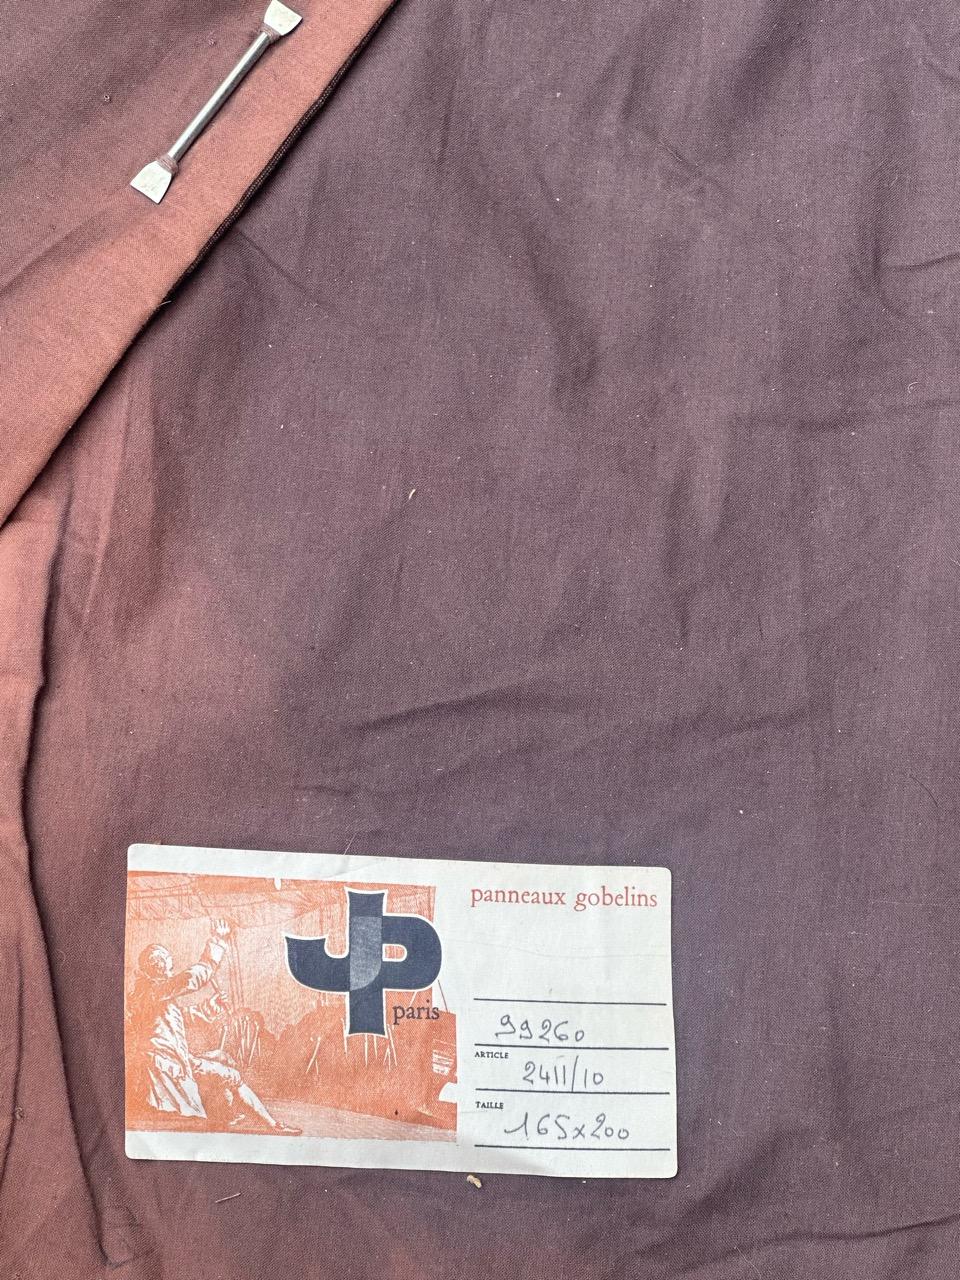 panneaux gobelins
JP
paris
99260
ARTICLE
2411/10
TAILLE
165x200